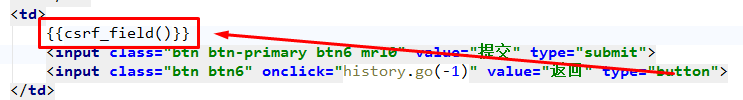 <td>
{{csrf_field()}}
<input class="btn btn-primary btn6 mr10" value="提交" type="submit">
<input class="btn btn6" onclick="history.go(-1)" value="返回" type="button">
</td>